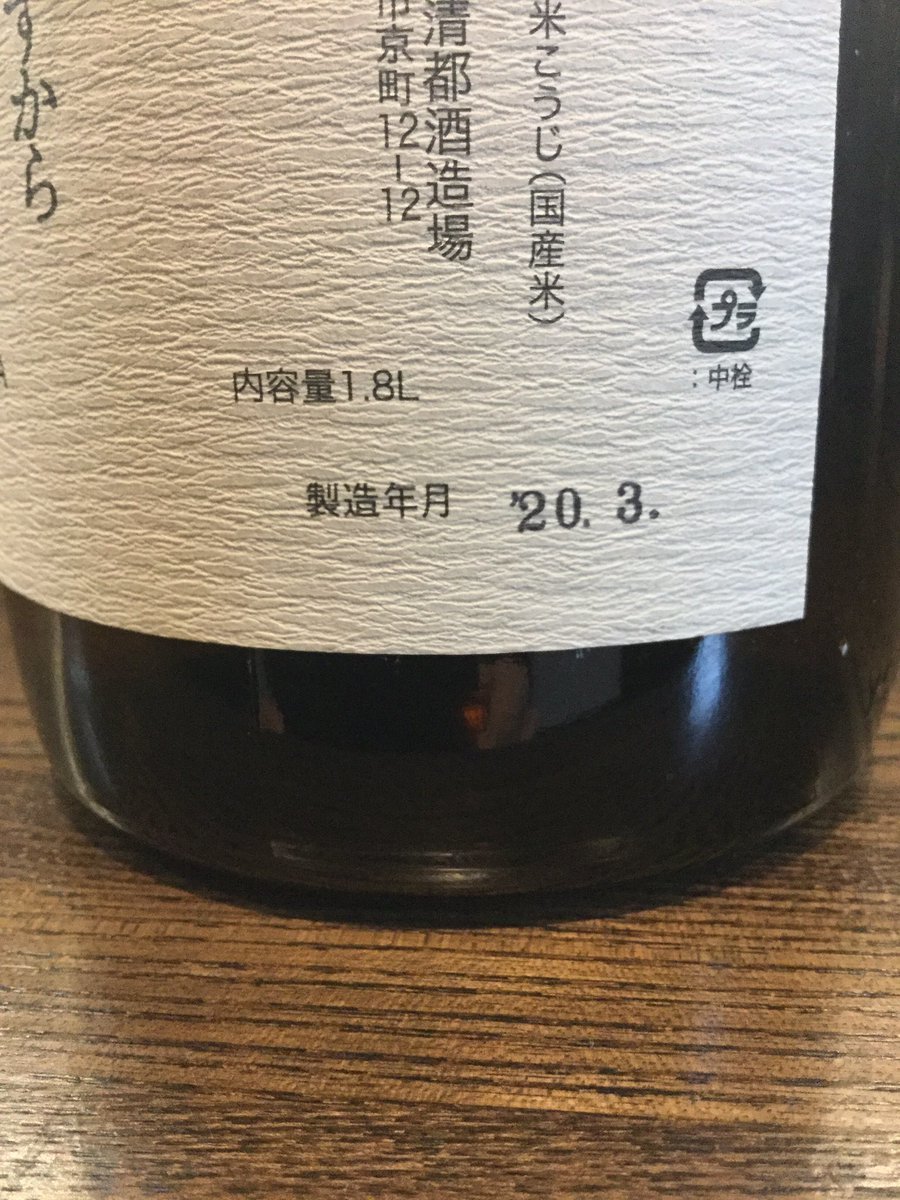 米こうじ(国産米)
清都酒造場
市京町12-12
すから
プラ
:中栓
内容量1.8L
製造年月 '20. 3.